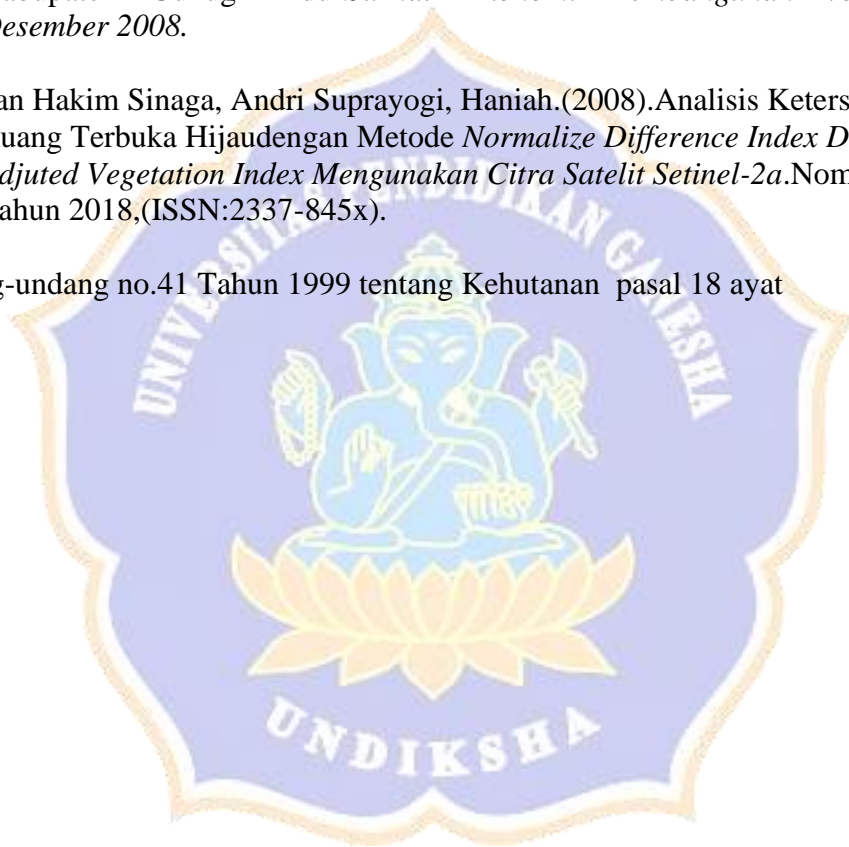 Desember 2008.
an Hakim Sinaga, Andri Suprayogi, Haniah.(2008).Analisis Keters
uang Terbuka Hijaudengan Metode Normalize Difference Index D
djuted Vegetation Index Mengunakan Citra Satelit Setinel-2a.Nom
ahun 2018,(ISSN:2337-845x).
g-undang no.41 Tahun 1999 tentang Kehutanan pasal 18 ayat
UNIVERSITAS PENDIDIKAN GANESHA
UNDIKSHA